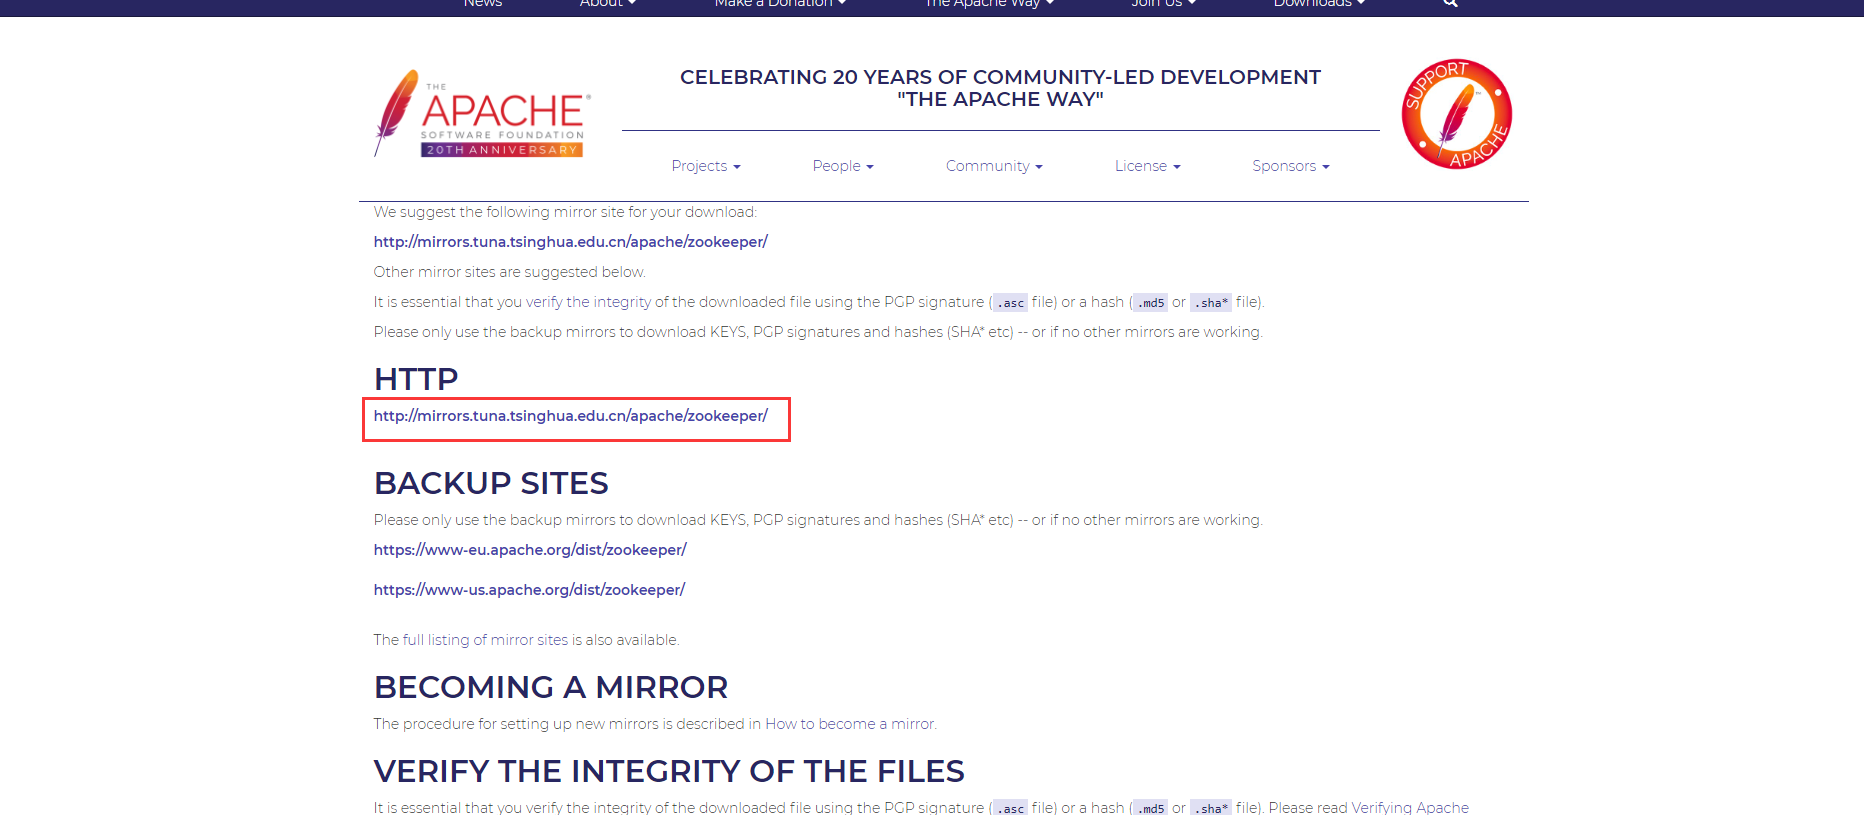 News About Make a Donation The Apache Way Join Us Downloads
THE
APACHE®
SOFTWARE FOUNDATION
20TH ANNIVERSARY
CELEBRATING 20 YEARS OF COMMUNITY-LED DEVELOPMENT
"THE APACHE WAY"
SUPPORT
APACHE
Projects People Community License Sponsors
We suggest the following mirror site for your download:
http://mirrors.tuna.tsinghua.edu.cn/apache/zookeeper/
Other mirror sites are suggested below.
It is essential that you verify the integrity of the downloaded file using the PGP signature (.asc file) or a hash (.md5 or .sha* file).
Please only use the backup mirrors to download KEYS, PGP signatures and hashes (SHA* etc) -- or if no other mirrors are working.
HTTP
http://mirrors.tuna.tsinghua.edu.cn/apache/zookeeper/
BACKUP SITES
Please only use the backup mirrors to download KEYS, PGP signatures and hashes (SHA* etc) -- or if no other mirrors are working.
https://www-eu.apache.org/dist/zookeeper/
https://www-us.apache.org/dist/zookeeper/
The full listing of mirror sites is also available.
BECOMING A MIRROR
The procedure for setting up new mirrors is described in How to become a mirror.
VERIFY THE INTEGRITY OF THE FILES
It is essential that you verify the integrity of the downloaded file using the PGP signature (.asc file) or a hash (.md5 or .sha* file). Please read Verifying Apache